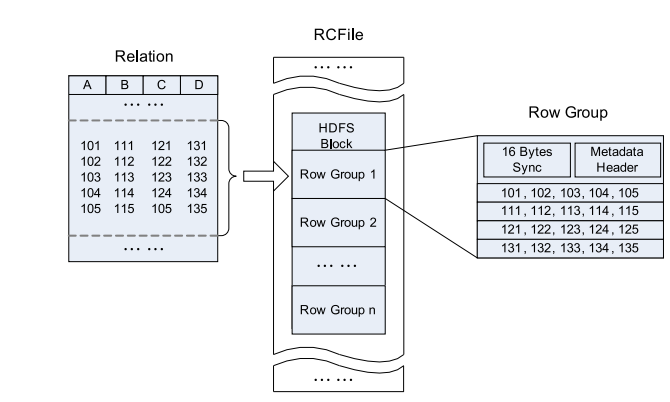 RCFile
Relation
A B C D
... ...
101 111 121 131
102 112 122 132
103 113 123 133
104 114 124 134
105 115 105 135
... ...
... ...
HDFS
Block
Row Group 1
Row Group 2
... ...
Row Group n
... ...
Row Group
16 Bytes
Sync
Metadata
Header
101, 102, 103, 104, 105
111, 112, 113, 114, 115
121, 122, 123, 124, 125
131, 132, 133, 134, 135